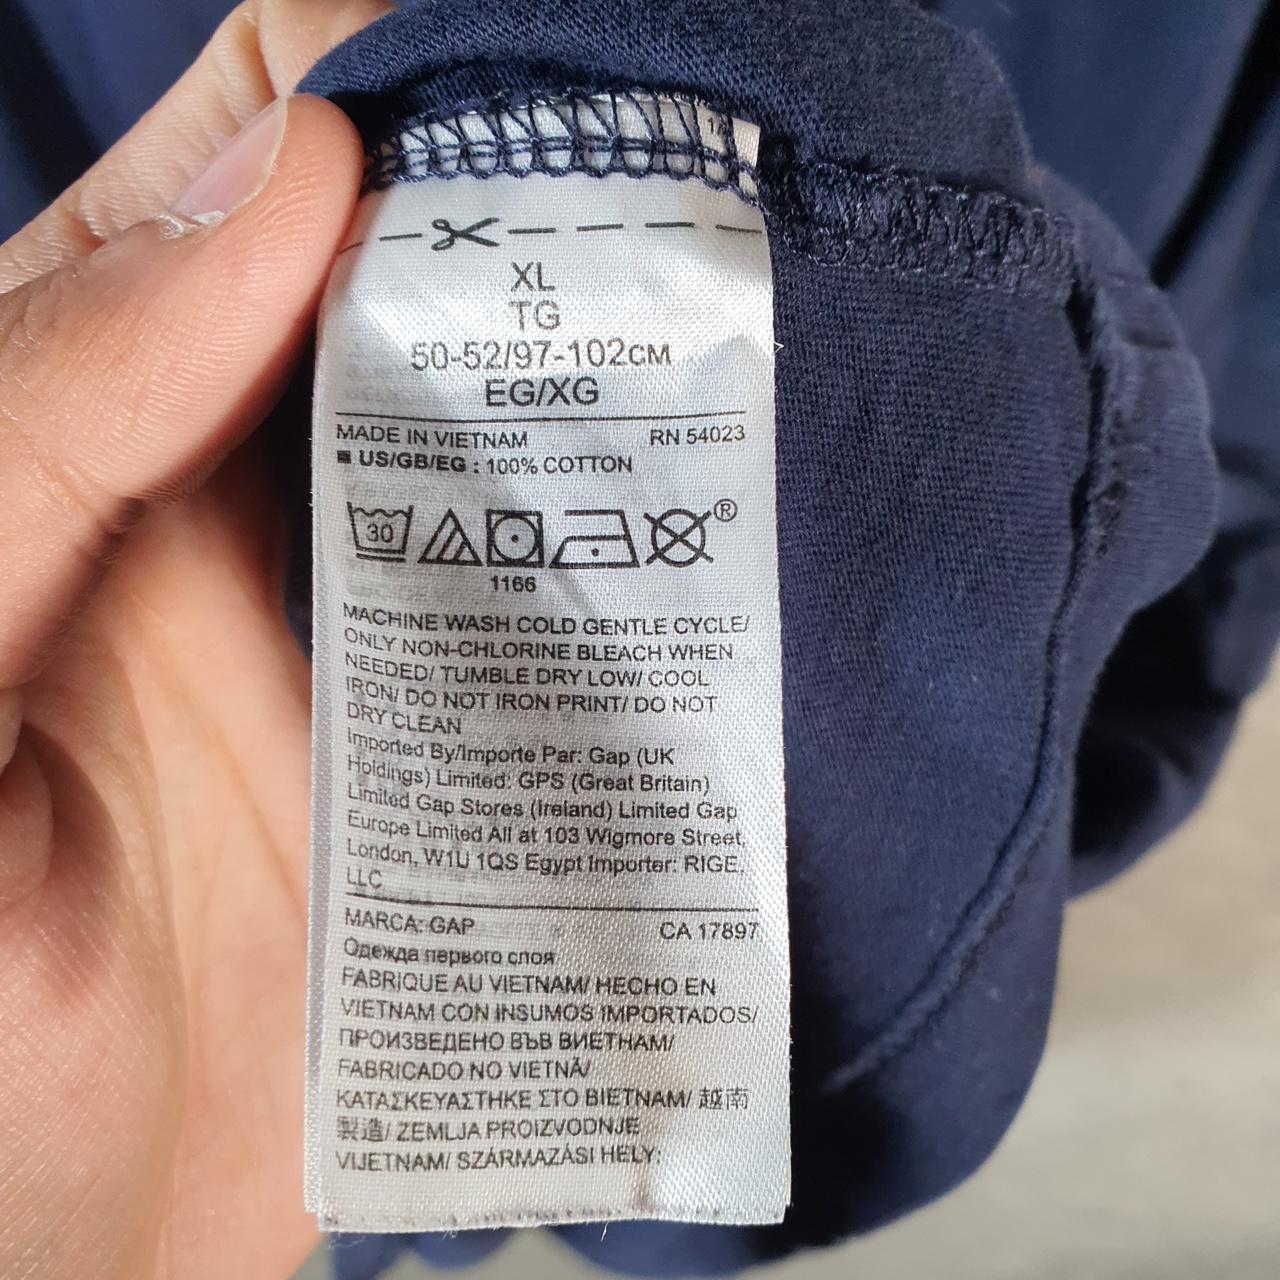 XL
TG
50-52/97-102CM
EG/XG
MADE IN VIETNAM RN 54023
US/GB/EG : 100% COTTON
30 ®
1166
MACHINE WASH COLD GENTLE CYCLE/
ONLY NON-CHLORINE BLEACH WHEN
NEEDED/ TUMBLE DRY LOW/ COOL
IRON/ DO NOT IRON PRINT/ DO NOT
DRY CLEAN
Imported By/Importe Par: Gap (UK
Holdings) Limited: GPS (Great Britain)
Limited Gap Stores (Ireland) Limited Gap
Europe Limited All at 103 Wigmore Street,
London, W1U 1QS Egypt Importer: RIGE,
LLC
MARCA: GAP CA 17897
Одежда первого слоя
FABRIQUE AU VIETNAM/ HECHO EN
VIETNAM CON INSUMOS IMPORTADOS/
ПРОИЗВЕДЕНО ВЪВ ВИЕТНАМ/
FABRICADO NO VIETNÃ/
ΚΑΤΑΣΚΕΥΑΣΤΗΚΕ ΣΤΟ ΒΙΕΤΝΑΜ/ 越南
製造/ ZEMLJA PROIZVODNJE
VIJETNAM/ SZÁRMAZÁSI HELY: